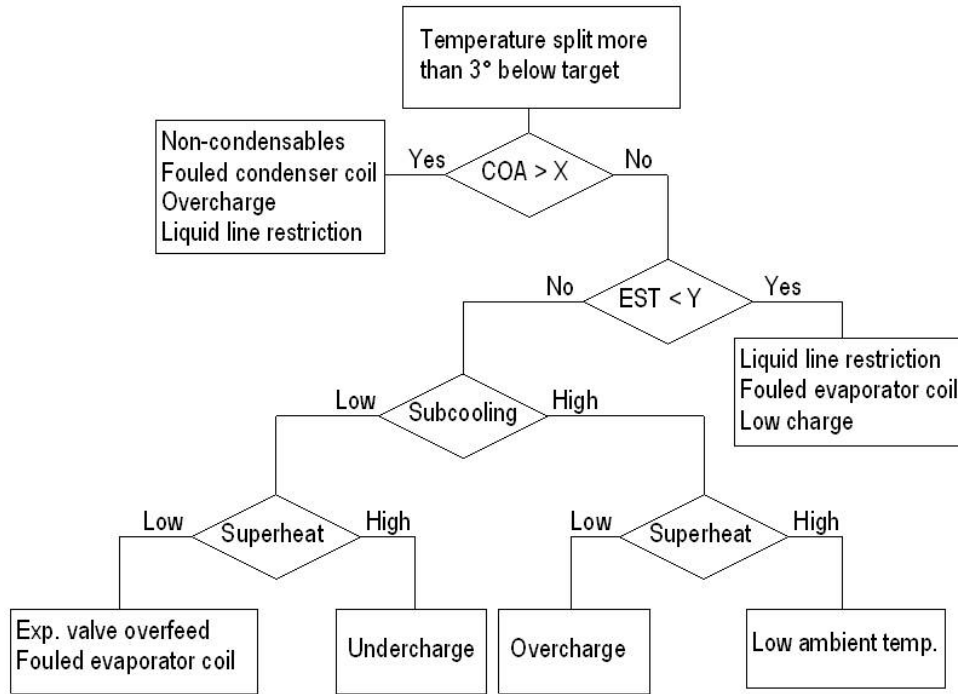 Temperature split more
than 3° below target
Non-condensables
Fouled condenser coil
Overcharge
Liquid line restriction
Yes
COA > X
No
No
EST < Y
Yes
Liquid line restriction
Fouled evaporator coil
Low charge
Low
Subcooling
High
Low
Superheat
High
Low
Superheat
High
Exp. valve overfeed
Fouled evaporator coil
Undercharge
Overcharge
Low ambient temp.